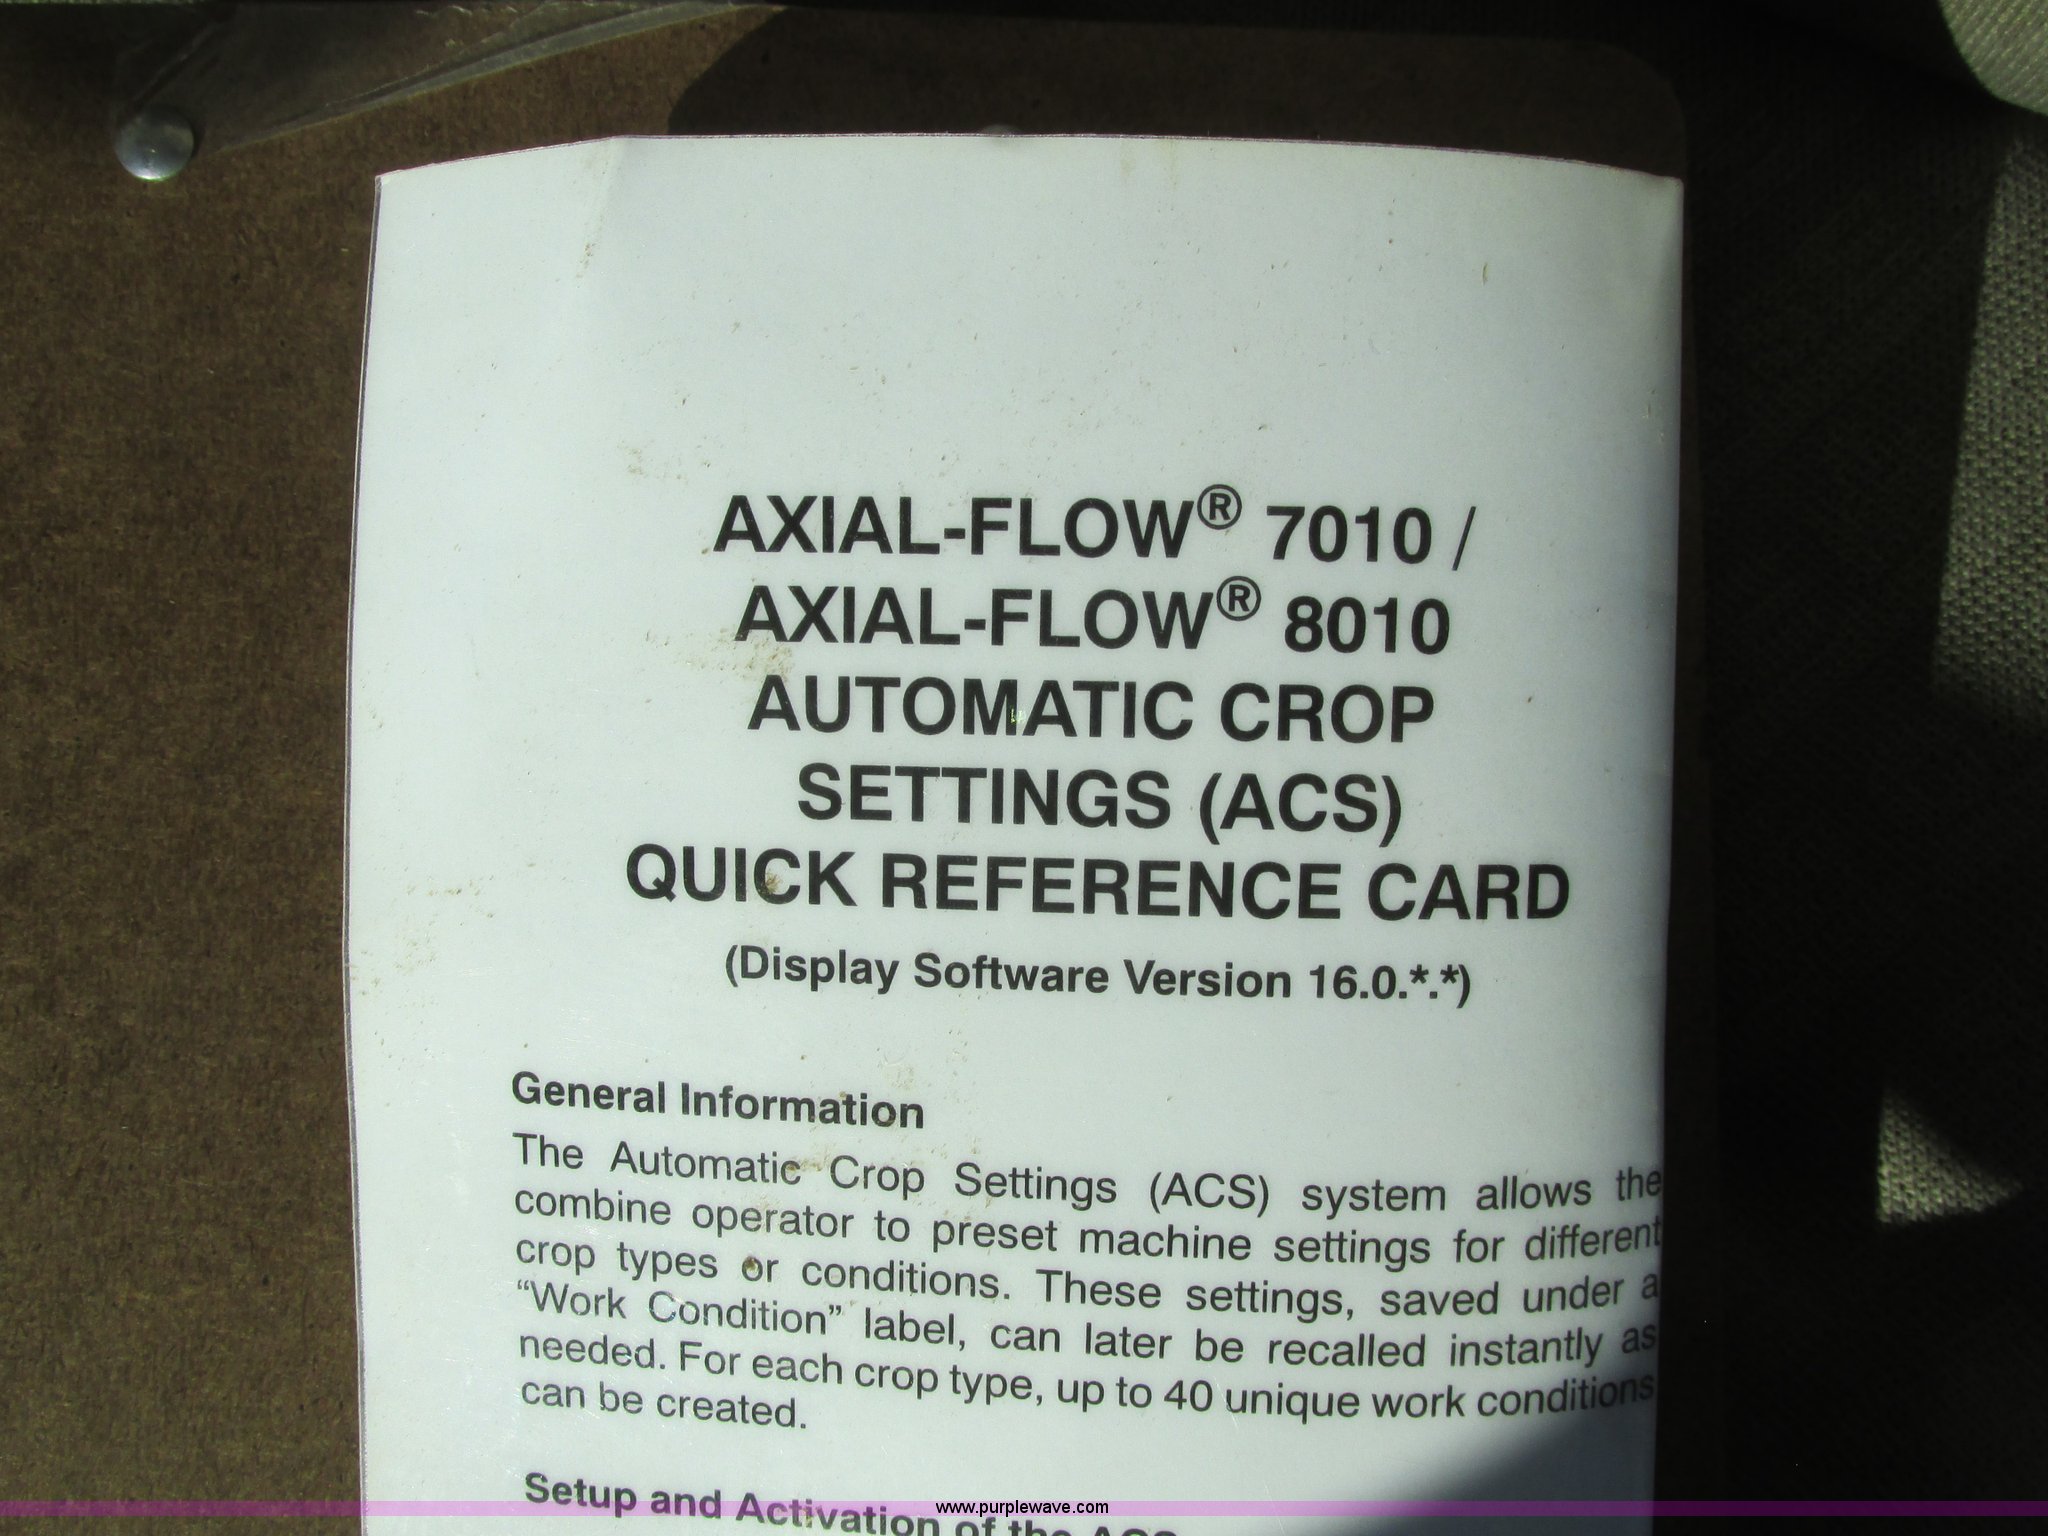 AXIAL-FLOW® 7010 /
AXIAL-FLOW® 8010
AUTOMATIC CROP
SETTINGS (ACS)
QUICK REFERENCE CARD
(Display Software Version 16.0.*.*)
General Information
The Automatic Crop Settings (ACS) system allows the
combine operator to preset machine settings for different
crop types or conditions. These settings, saved under a
“Work Condition” label, can later be recalled instantly as
needed. For each crop type, up to 40 unique work conditions
can be created.
Setup and Activation of the ACS
www.purplewave.com